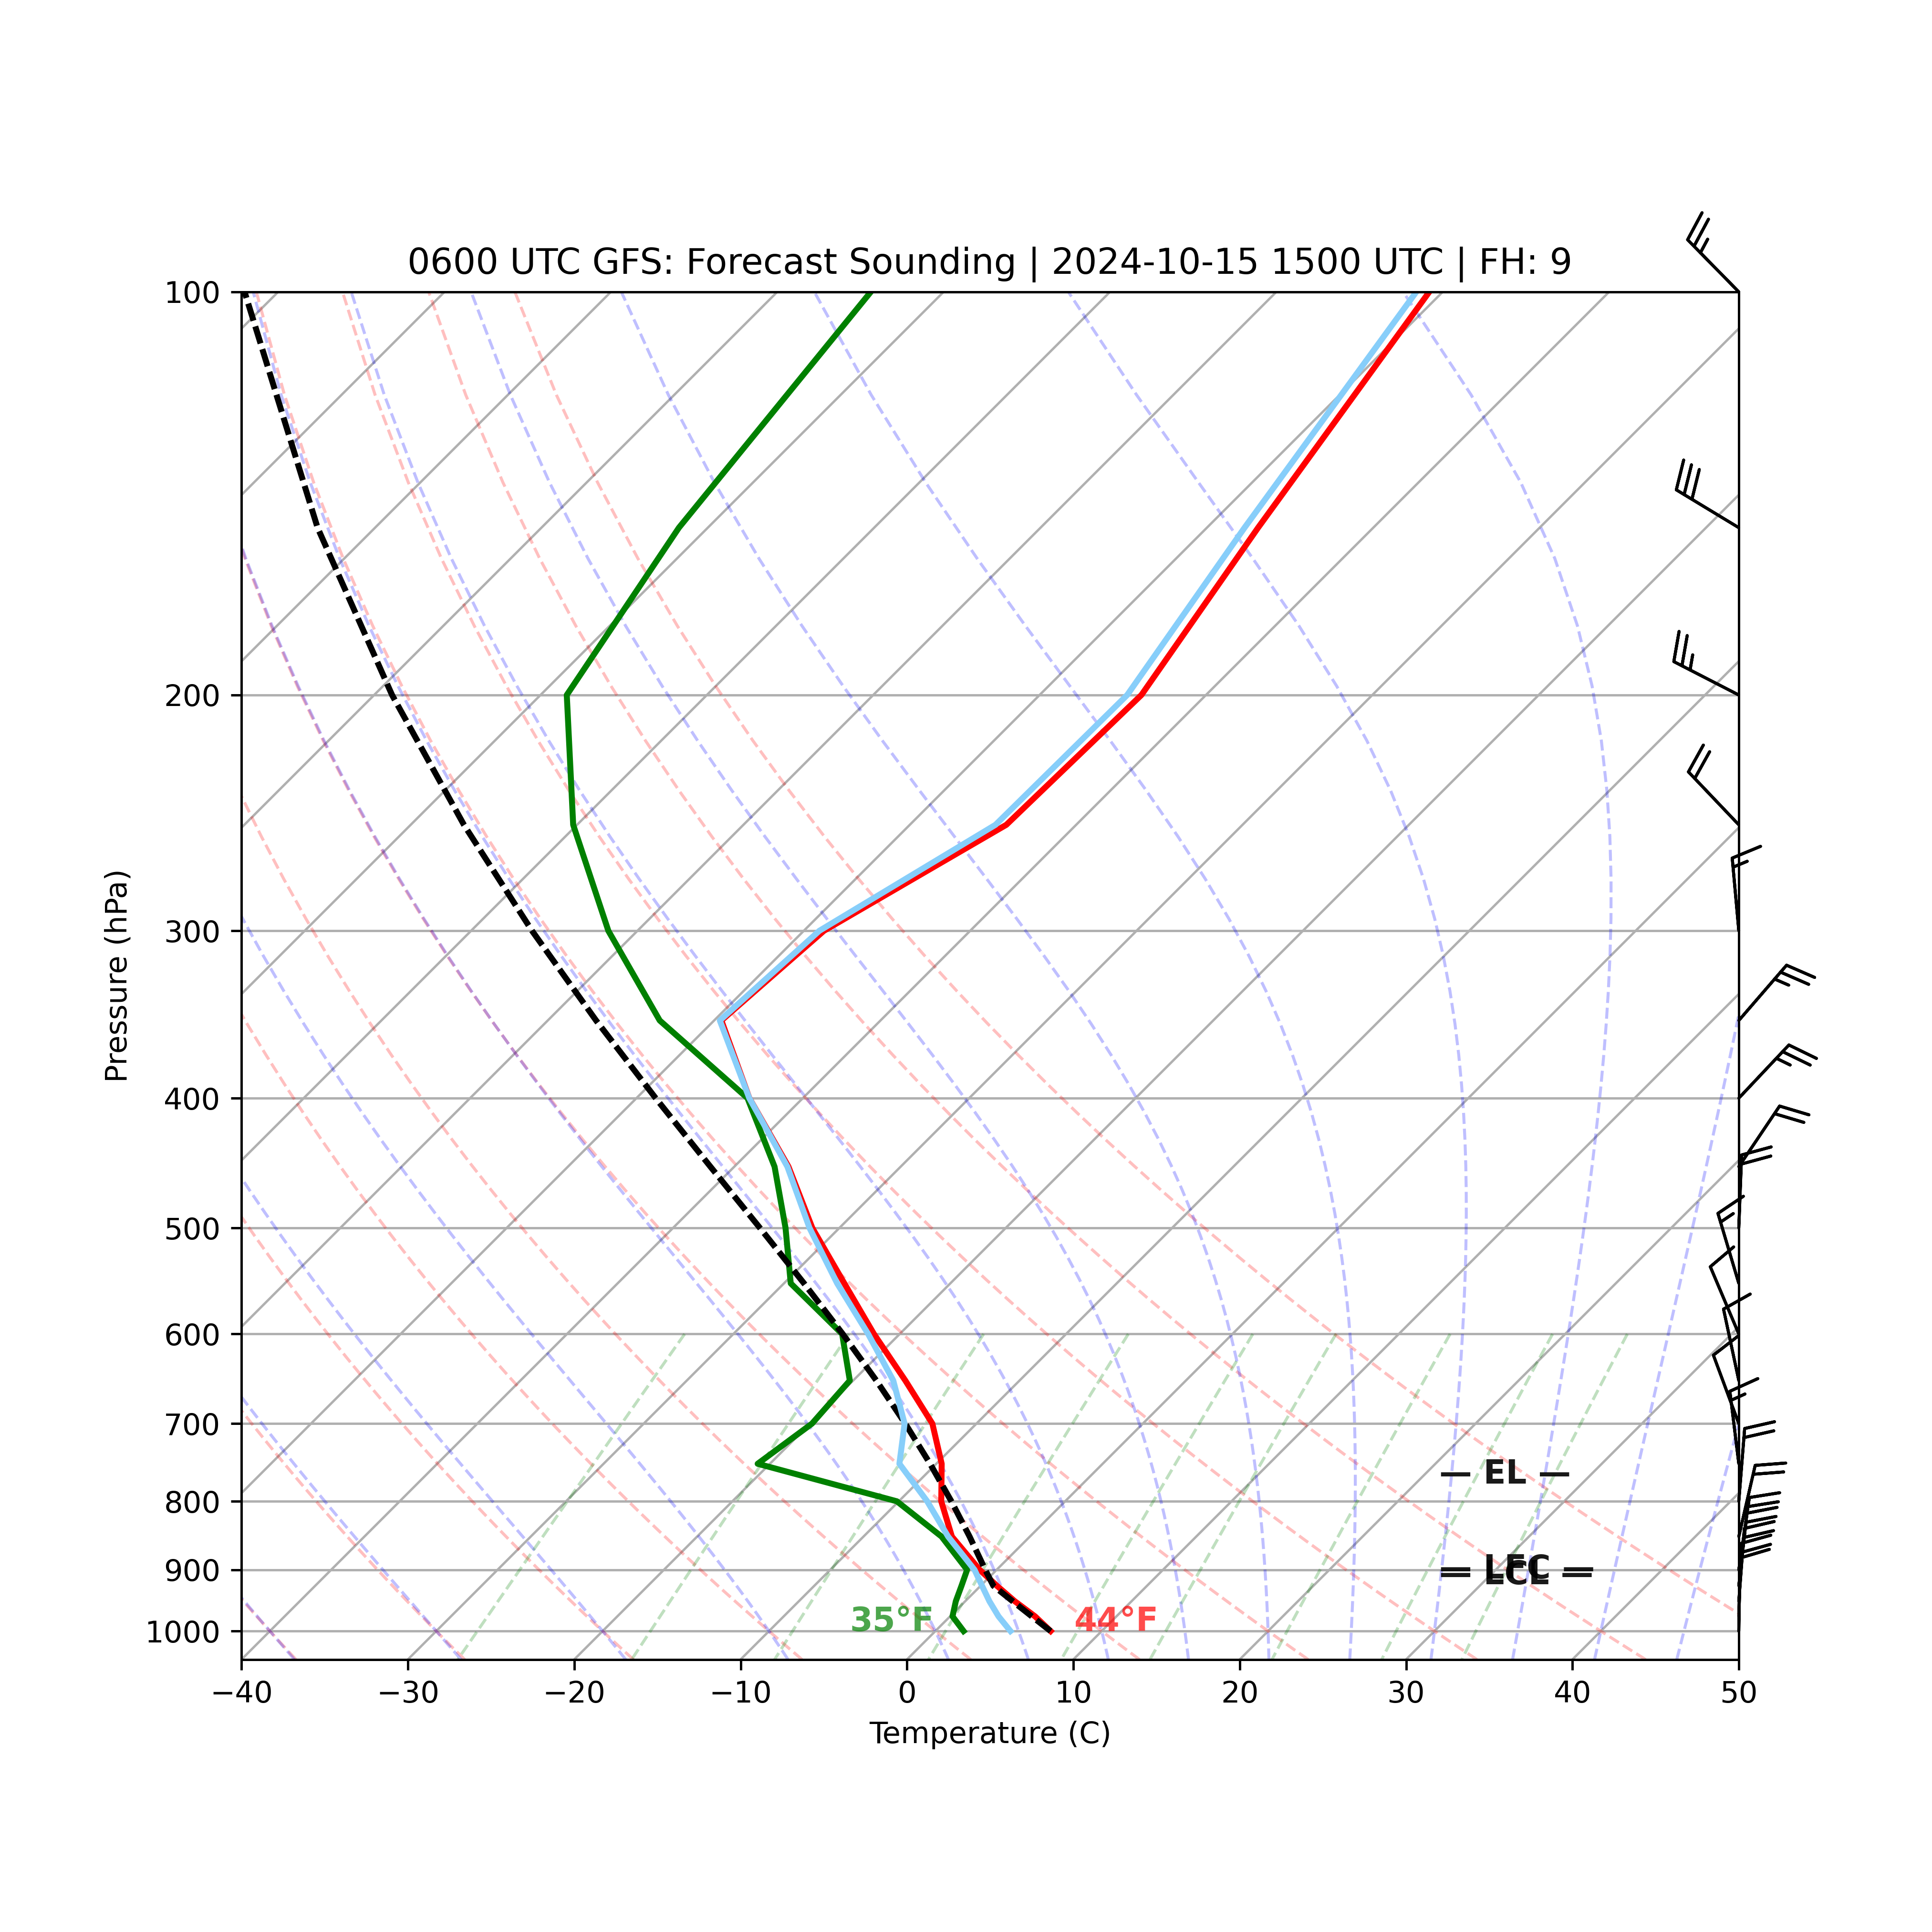 0600 UTC GFS: Forecast Sounding | 2024-10-15 1500 UTC | FH: 9
100
200
300
400
500
600
700
800
900
1000
Pressure (hPa)
— EL —
— LFC —
— LCL —
35°F
44°F
−40 −30 −20 −10 0 10 20 30 40 50
Temperature (C)